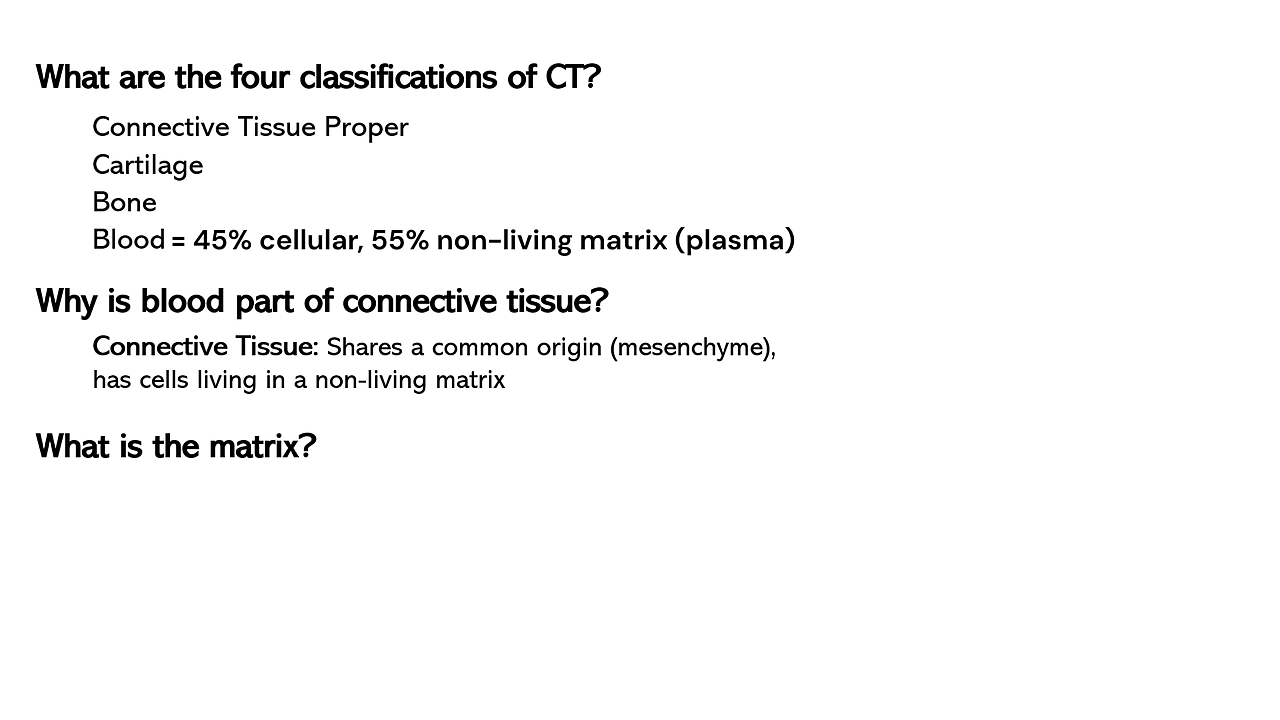 What are the four classifications of CT?
Connective Tissue Proper
Cartilage
Bone
Blood = 45% cellular, 55% non-living matrix (plasma)
Why is blood part of connective tissue?
Connective Tissue: Shares a common origin (mesenchyme),
has cells living in a non-living matrix
What is the matrix?